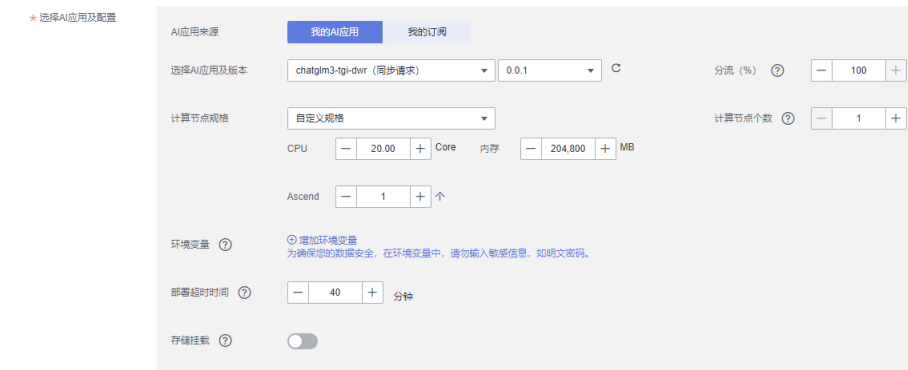 * 选择AI应用及配置
AI应用来源 我的AI应用 我的订阅
选择AI应用及版本 chatglm3-tgi-dwr（同步请求） 0.0.1 分流（%） ? — 100 +
计算节点规格 自定义规格 计算节点个数 ? — 1 +
CPU — 20.00 + Core 内存 — 204,800 + MB
Ascend — 1 + 个
环境变量 ? 增加环境变量
为确保您的数据安全，在环境变量中，请勿输入敏感信息，如明文密码。
部署超时时间 ? — 40 + 分钟
存储挂载 ?